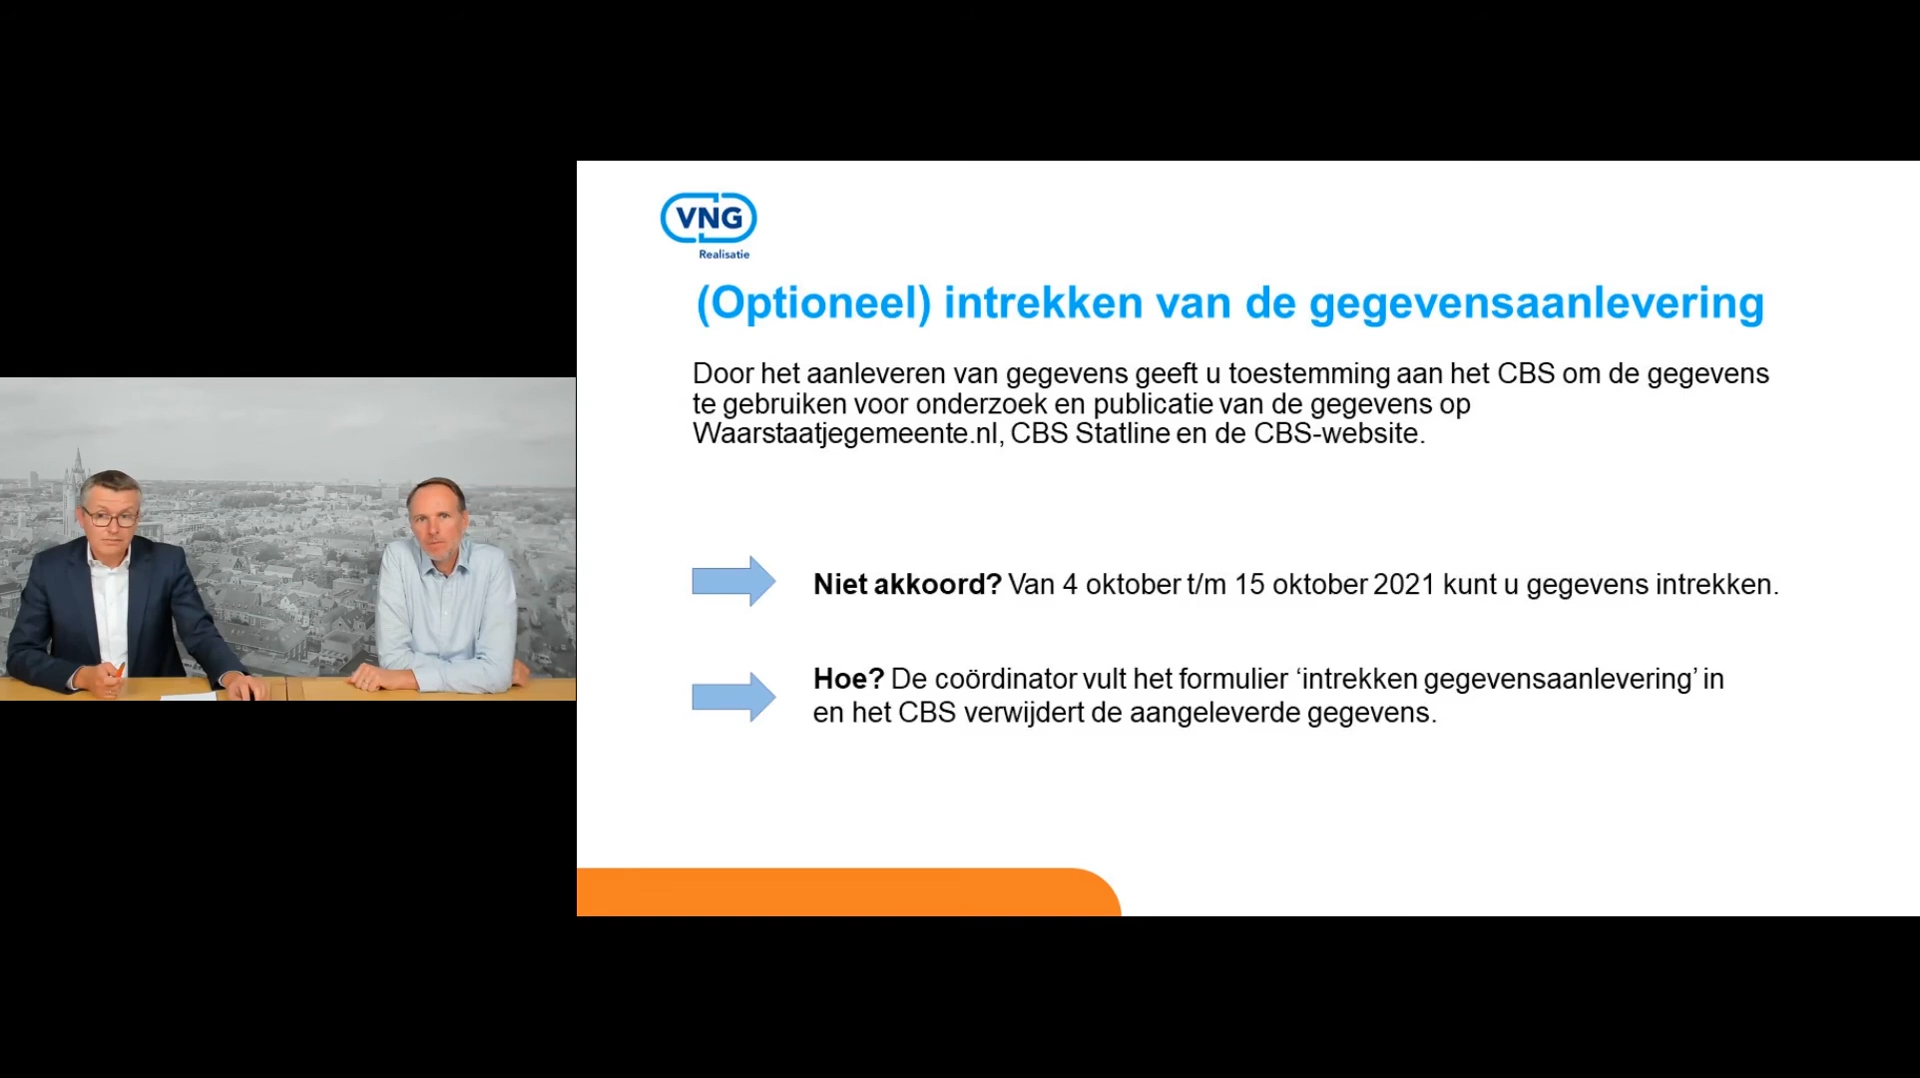 VNG
Realisatie
(Optioneel) intrekken van de gegevensaanlevering
Door het aanleveren van gegevens geeft u toestemming aan het CBS om de gegevens
te gebruiken voor onderzoek en publicatie van de gegevens op
Waarstaatjegemeente.nl, CBS Statline en de CBS-website.
Niet akkoord? Van 4 oktober t/m 15 oktober 2021 kunt u gegevens intrekken.
Hoe? De coördinator vult het formulier ‘intrekken gegevensaanlevering’ in
en het CBS verwijdert de aangeleverde gegevens.